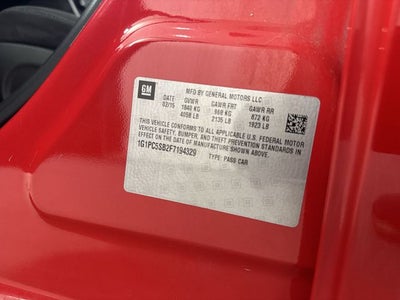 GM
MFG BY GENERAL MOTORS LLC
DATE GVWR GAWR FRT GAWR RR
02/15 1840 KG 968 KG 872 KG
4056 LB 2135 LB 1923 LB
THIS VEHICLE CONFORMS TO ALL APPLICABLE U.S. FEDERAL MOTOR
VEHICLE SAFETY, BUMPER, AND THEFT PREVENTION STANDARDS
IN EFFECT ON THE DATE OF MANUFACTURE SHOWN ABOVE.
1G1PC5SB2F7194329 TYPE: PASS CAR